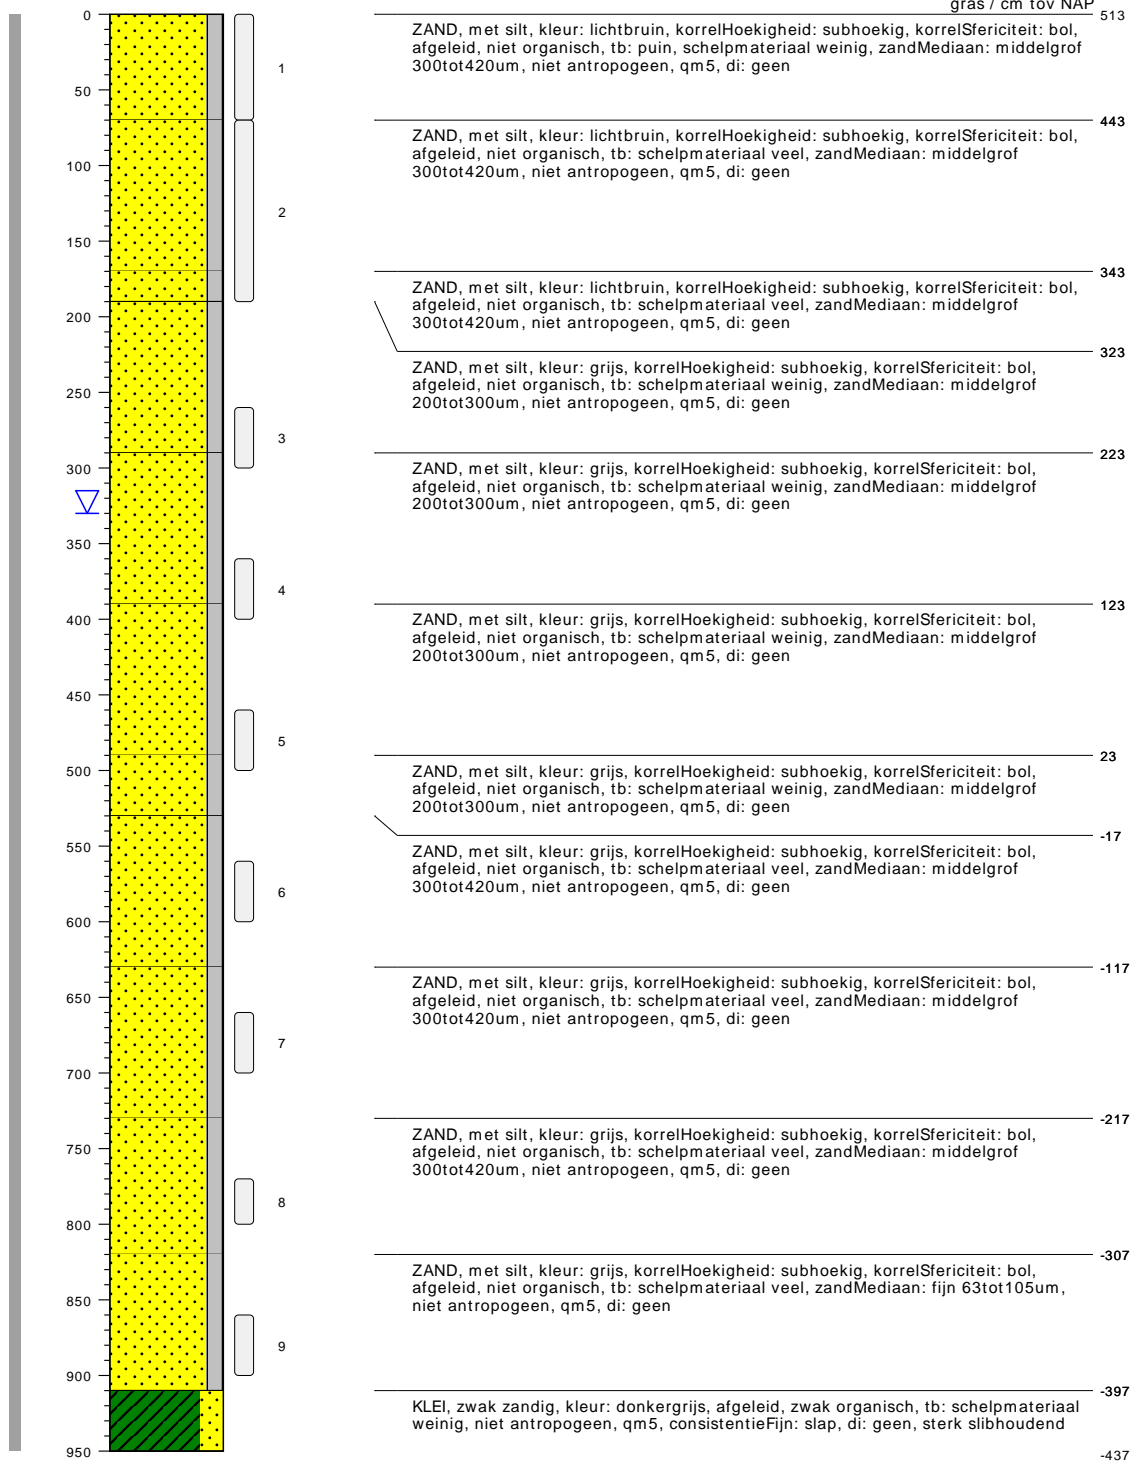 gras / cm tov NAP
0
513
ZAND, met silt, kleur: lichtbruin, korrelHoekigheid: subhoekig, korrelSfericiteit: bol,
afgeleid, niet organisch, tb: puin, schelpmateriaal weinig, zandMediaan: middelgrof
300tot420um, niet antropogeen, qm5, di: geen
1
50
443
ZAND, met silt, kleur: lichtbruin, korrelHoekigheid: subhoekig, korrelSfericiteit: bol,
afgeleid, niet organisch, tb: schelpmateriaal veel, zandMediaan: middelgrof
300tot420um, niet antropogeen, qm5, di: geen
100
2
150
343
ZAND, met silt, kleur: lichtbruin, korrelHoekigheid: subhoekig, korrelSfericiteit: bol,
afgeleid, niet organisch, tb: schelpmateriaal veel, zandMediaan: middelgrof
300tot420um, niet antropogeen, qm5, di: geen
200
323
ZAND, met silt, kleur: grijs, korrelHoekigheid: subhoekig, korrelSfericiteit: bol,
afgeleid, niet organisch, tb: schelpmateriaal weinig, zandMediaan: middelgrof
200tot300um, niet antropogeen, qm5, di: geen
250
3
223
ZAND, met silt, kleur: grijs, korrelHoekigheid: subhoekig, korrelSfericiteit: bol,
afgeleid, niet organisch, tb: schelpmateriaal weinig, zandMediaan: middelgrof
200tot300um, niet antropogeen, qm5, di: geen
300
350
4
123
ZAND, met silt, kleur: grijs, korrelHoekigheid: subhoekig, korrelSfericiteit: bol,
afgeleid, niet organisch, tb: schelpmateriaal weinig, zandMediaan: middelgrof
200tot300um, niet antropogeen, qm5, di: geen
400
450
5
23
ZAND, met silt, kleur: grijs, korrelHoekigheid: subhoekig, korrelSfericiteit: bol,
afgeleid, niet organisch, tb: schelpmateriaal weinig, zandMediaan: middelgrof
200tot300um, niet antropogeen, qm5, di: geen
500
-17
ZAND, met silt, kleur: grijs, korrelHoekigheid: subhoekig, korrelSfericiteit: bol,
afgeleid, niet organisch, tb: schelpmateriaal veel, zandMediaan: middelgrof
300tot420um, niet antropogeen, qm5, di: geen
550
6
600
-117
ZAND, met silt, kleur: grijs, korrelHoekigheid: subhoekig, korrelSfericiteit: bol,
afgeleid, niet organisch, tb: schelpmateriaal veel, zandMediaan: middelgrof
300tot420um, niet antropogeen, qm5, di: geen
650
7
700
-217
ZAND, met silt, kleur: grijs, korrelHoekigheid: subhoekig, korrelSfericiteit: bol,
afgeleid, niet organisch, tb: schelpmateriaal veel, zandMediaan: middelgrof
300tot420um, niet antropogeen, qm5, di: geen
750
8
800
-307
ZAND, met silt, kleur: grijs, korrelHoekigheid: subhoekig, korrelSfericiteit: bol,
afgeleid, niet organisch, tb: schelpmateriaal veel, zandMediaan: fijn 63tot105um,
niet antropogeen, qm5, di: geen
850
9
900
-397
KLEI, zwak zandig, kleur: donkergrijs, afgeleid, zwak organisch, tb: schelpmateriaal
weinig, niet antropogeen, qm5, consistentieFijn: slap, di: geen, sterk slibhoudend
950
-437